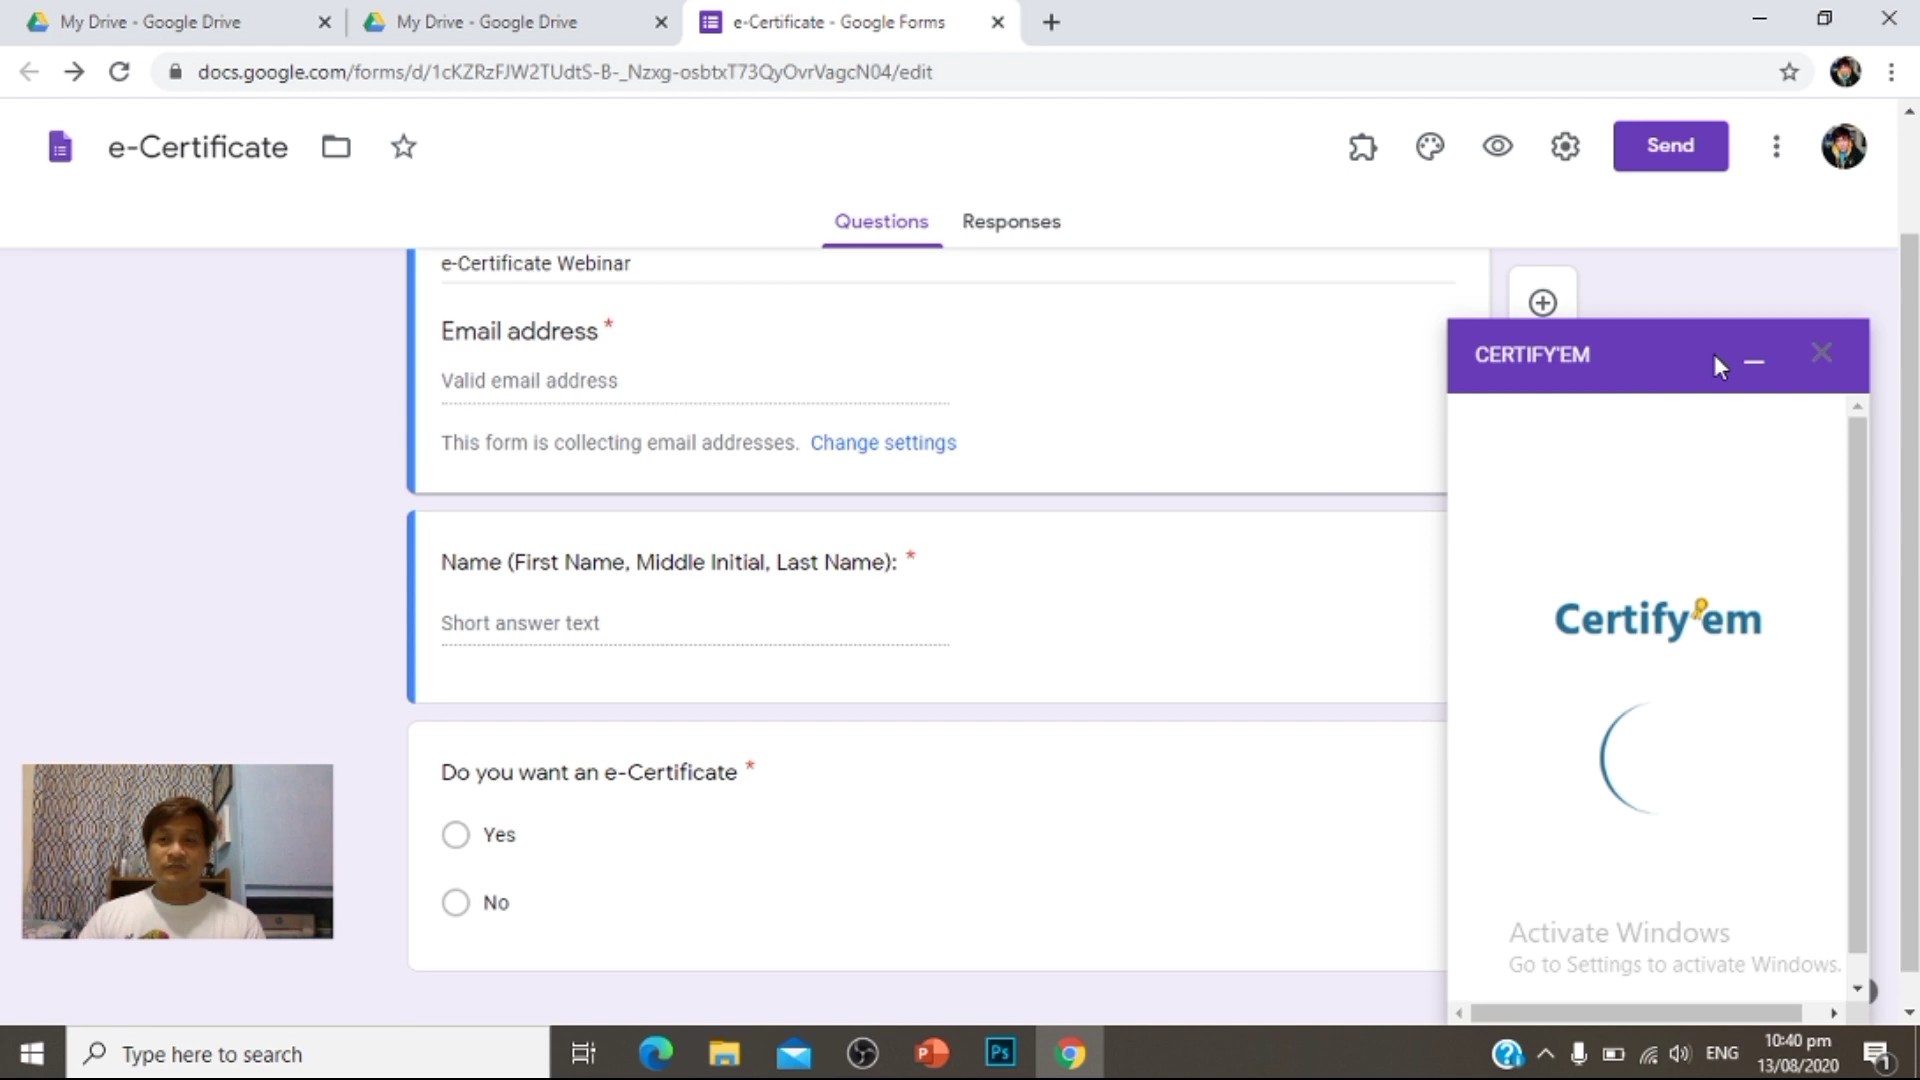 My Drive - Google Drive
My Drive - Google Drive
e-Certificate - Google Forms
docs.google.com/forms/d/1cKZRzFJW2TUdtS-B-_Nzxg-osbtxT73QyOvrVagcN04/edit
e-Certificate
Send
Questions
Responses
e-Certificate Webinar
Email address *
Valid email address
This form is collecting email addresses. Change settings
Name (First Name, Middle Initial, Last Name): *
Short answer text
Do you want an e-Certificate *
Yes
No
CERTIFY'EM
Certify'em
Activate Windows
Go to Settings to activate Windows.
Type here to search
P
Ps
ENG
10:40 pm
13/08/2020
1